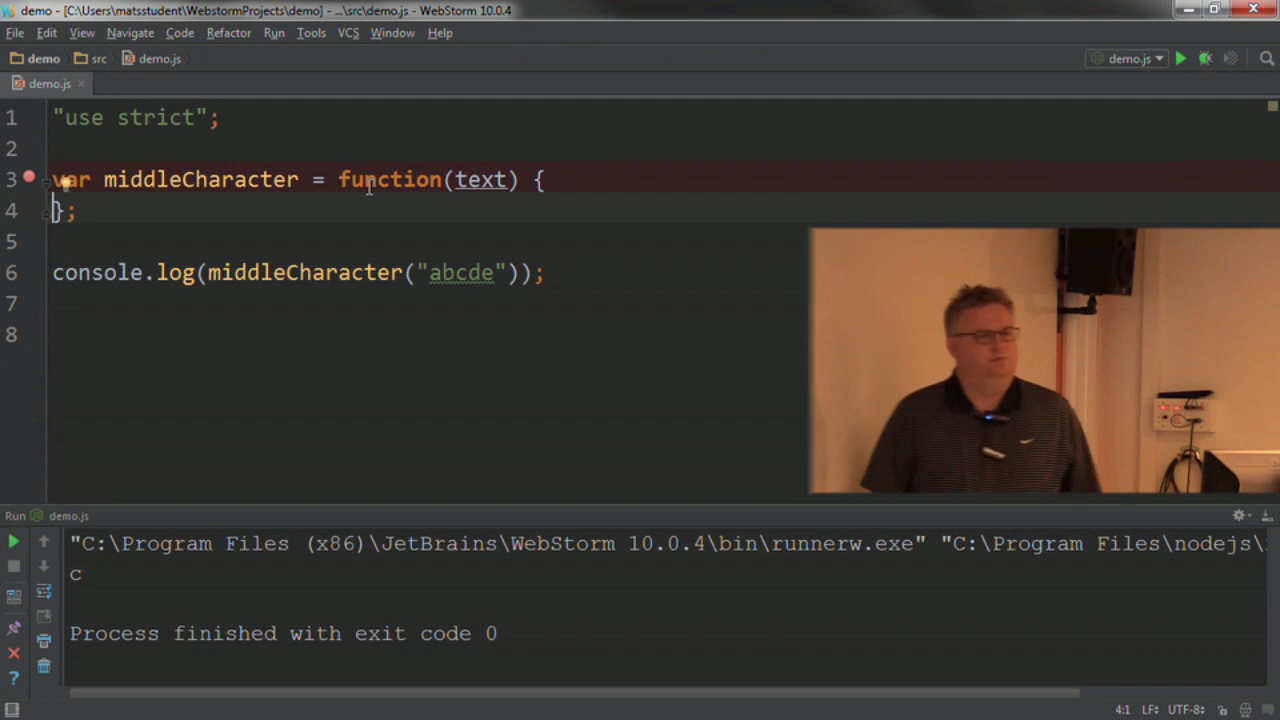 demo - [C:\Users\matsstudent\WebstormProjects\demo] - ...\src\demo.js - WebStorm 10.0.4
File Edit View Navigate Code Refactor Run Tools VCS Window Help
demo src demo.js demo.js
demo.js
1 "use strict";
2
3 var middleCharacter = function(text) {
4 };
5
6 console.log(middleCharacter("abcde"));
7
8
Run demo.js
"C:\Program Files (x86)\JetBrains\WebStorm 10.0.4\bin\runnerw.exe" "C:\Program Files\nodejs\
c
Process finished with exit code 0
4:1 LF UTF-8